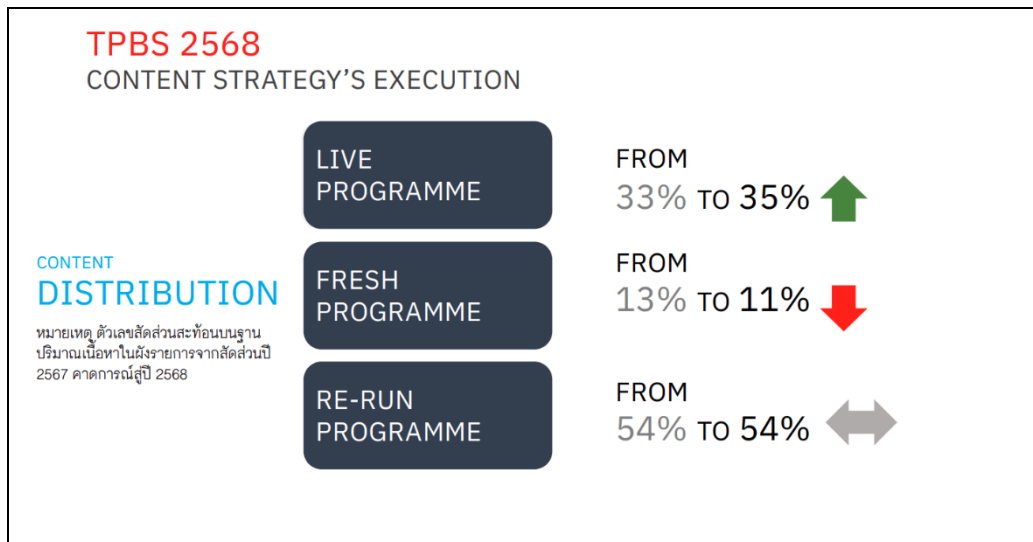 TPBS 2568
CONTENT STRATEGY'S EXECUTION
LIVE
PROGRAMME
FROM
33% TO 35%
CONTENT
DISTRIBUTION
หมายเหตุ ตัวเลขสัดส่วนสะท้อนบนฐาน
ปริมาณเนื้อหาในผังรายการจากสัดส่วนปี
2567 คาดการณ์สู่ปี 2568
FRESH
PROGRAMME
FROM
13% TO 11%
RE-RUN
PROGRAMME
FROM
54% TO 54%